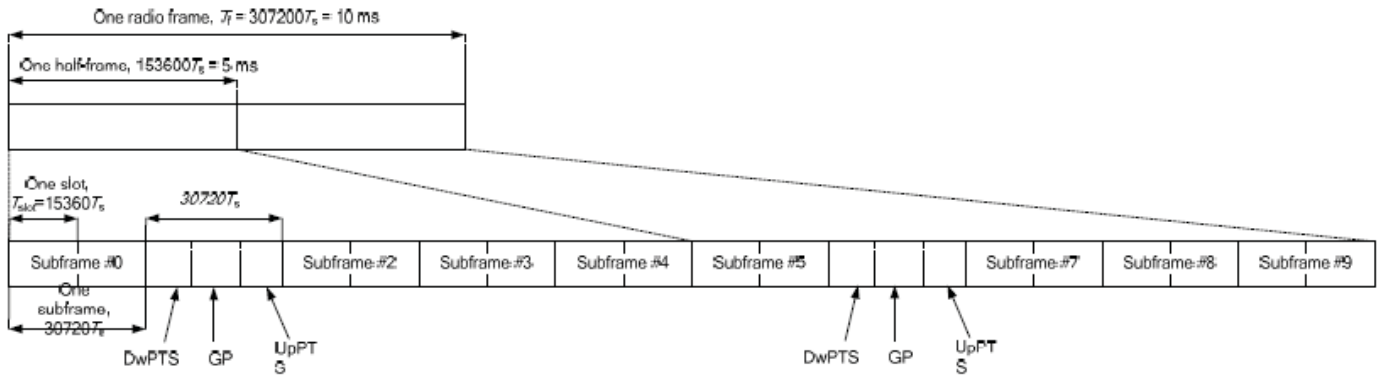 One radio frame, Tf = 307200Ts = 10 ms
One half-frame, 153600Ts = 5 ms
One slot,
Tslot=15360Ts
30720Ts
Subframe #0
Subframe #2
Subframe #3
Subframe #4
Subframe #5
Subframe #7
Subframe #8
Subframe #9
One
subframe,
30720Ts
DwPTS
GP
UpPT
S
DwPTS
GP
UpPT
S